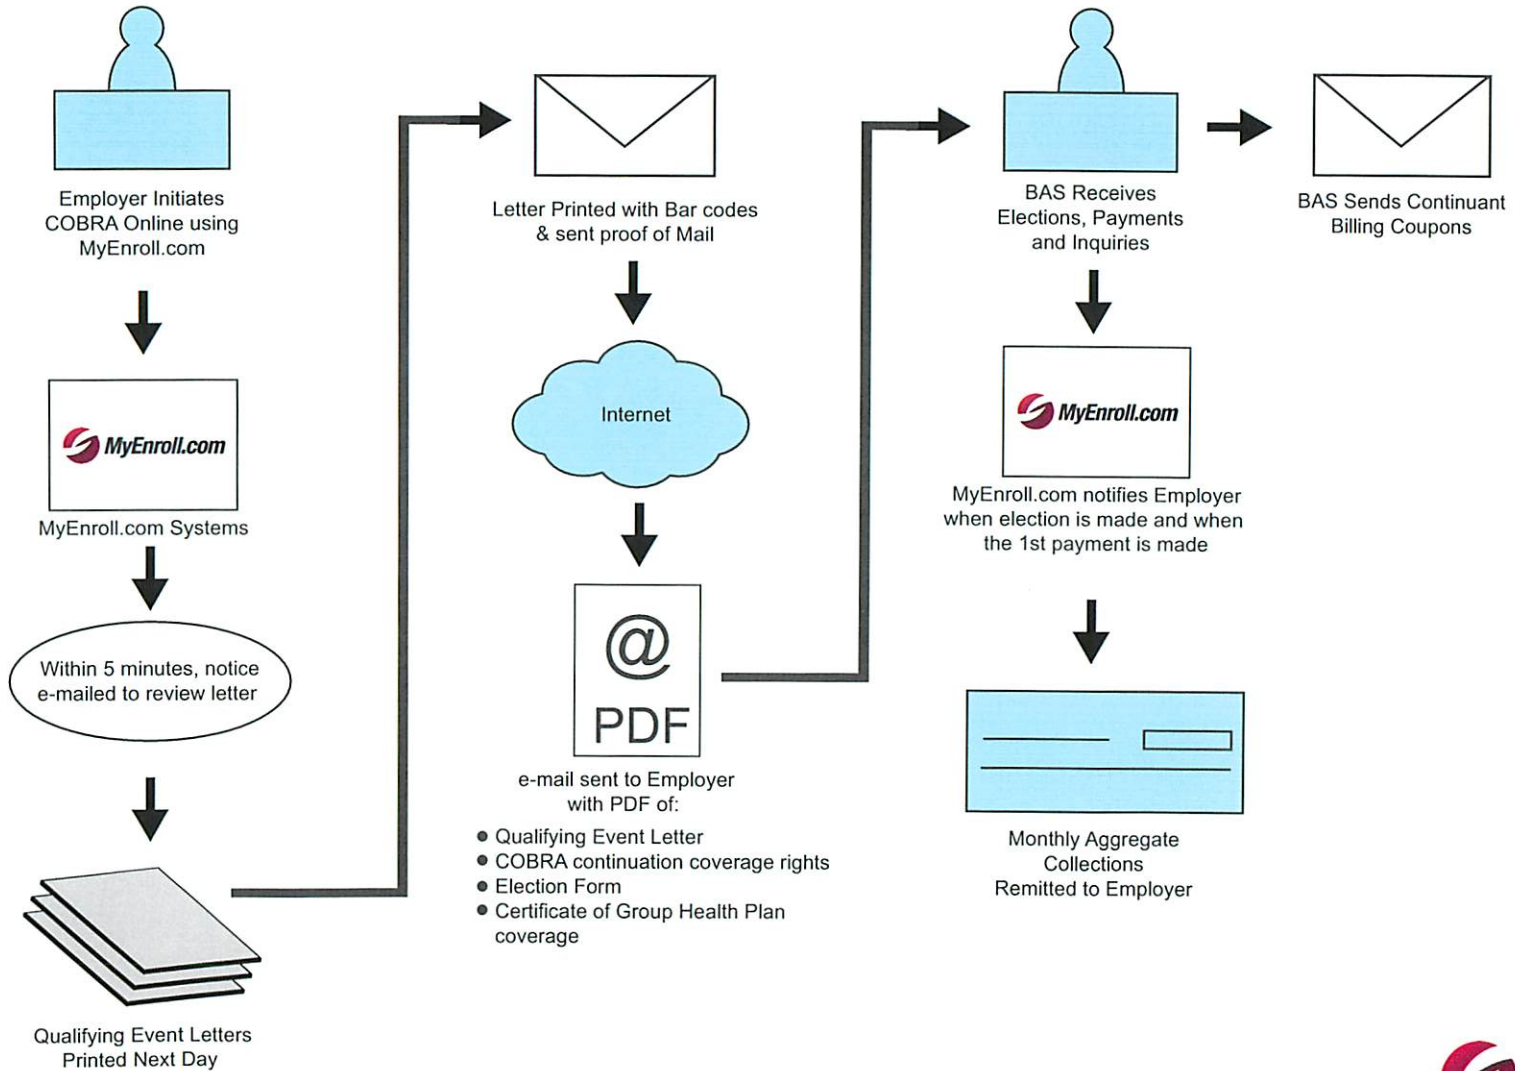 Employer Initiates
COBRA Online using
MyEnroll.com
MyEnroll.com
MyEnroll.com Systems
Within 5 minutes, notice
e-mailed to review letter
Qualifying Event Letters
Printed Next Day
Letter Printed with Bar codes
& sent proof of Mail
Internet
@
PDF
e-mail sent to Employer
with PDF of:
● Qualifying Event Letter
● COBRA continuation coverage rights
● Election Form
● Certificate of Group Health Plan
coverage
BAS Receives
Elections, Payments
and Inquiries
BAS Sends Continuant
Billing Coupons
MyEnroll.com
MyEnroll.com notifies Employer
when election is made and when
the 1st payment is made
Monthly Aggregate
Collections
Remitted to Employer